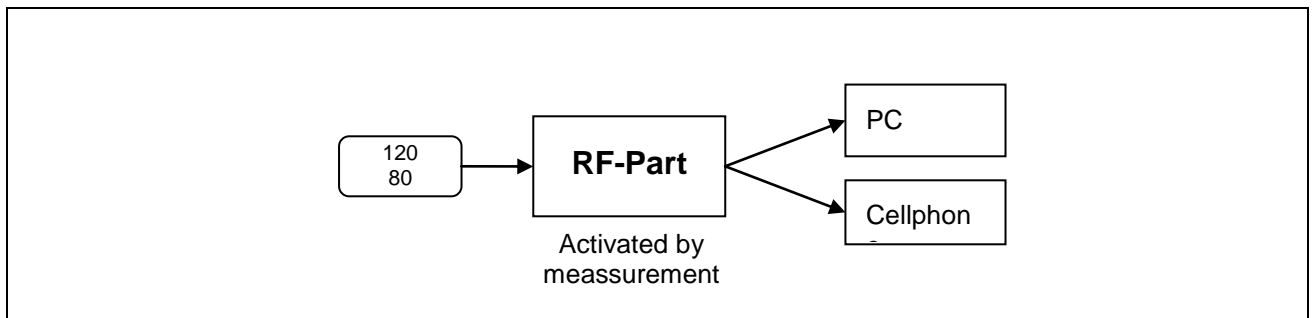 120
80
RF-Part
Activated by
meassurement
PC
Cellphon